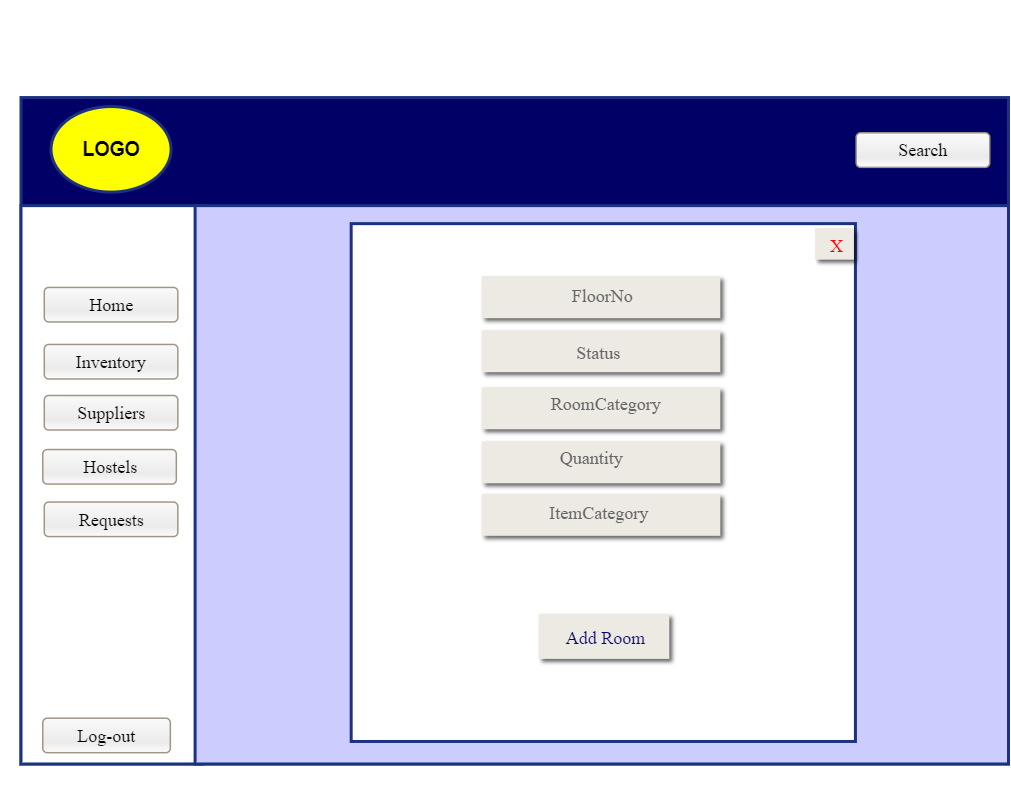 LOGO
Search
X
Home
Inventory
Suppliers
Hostels
Requests
Log-out
FloorNo
Status
RoomCategory
Quantity
ItemCategory
Add Room